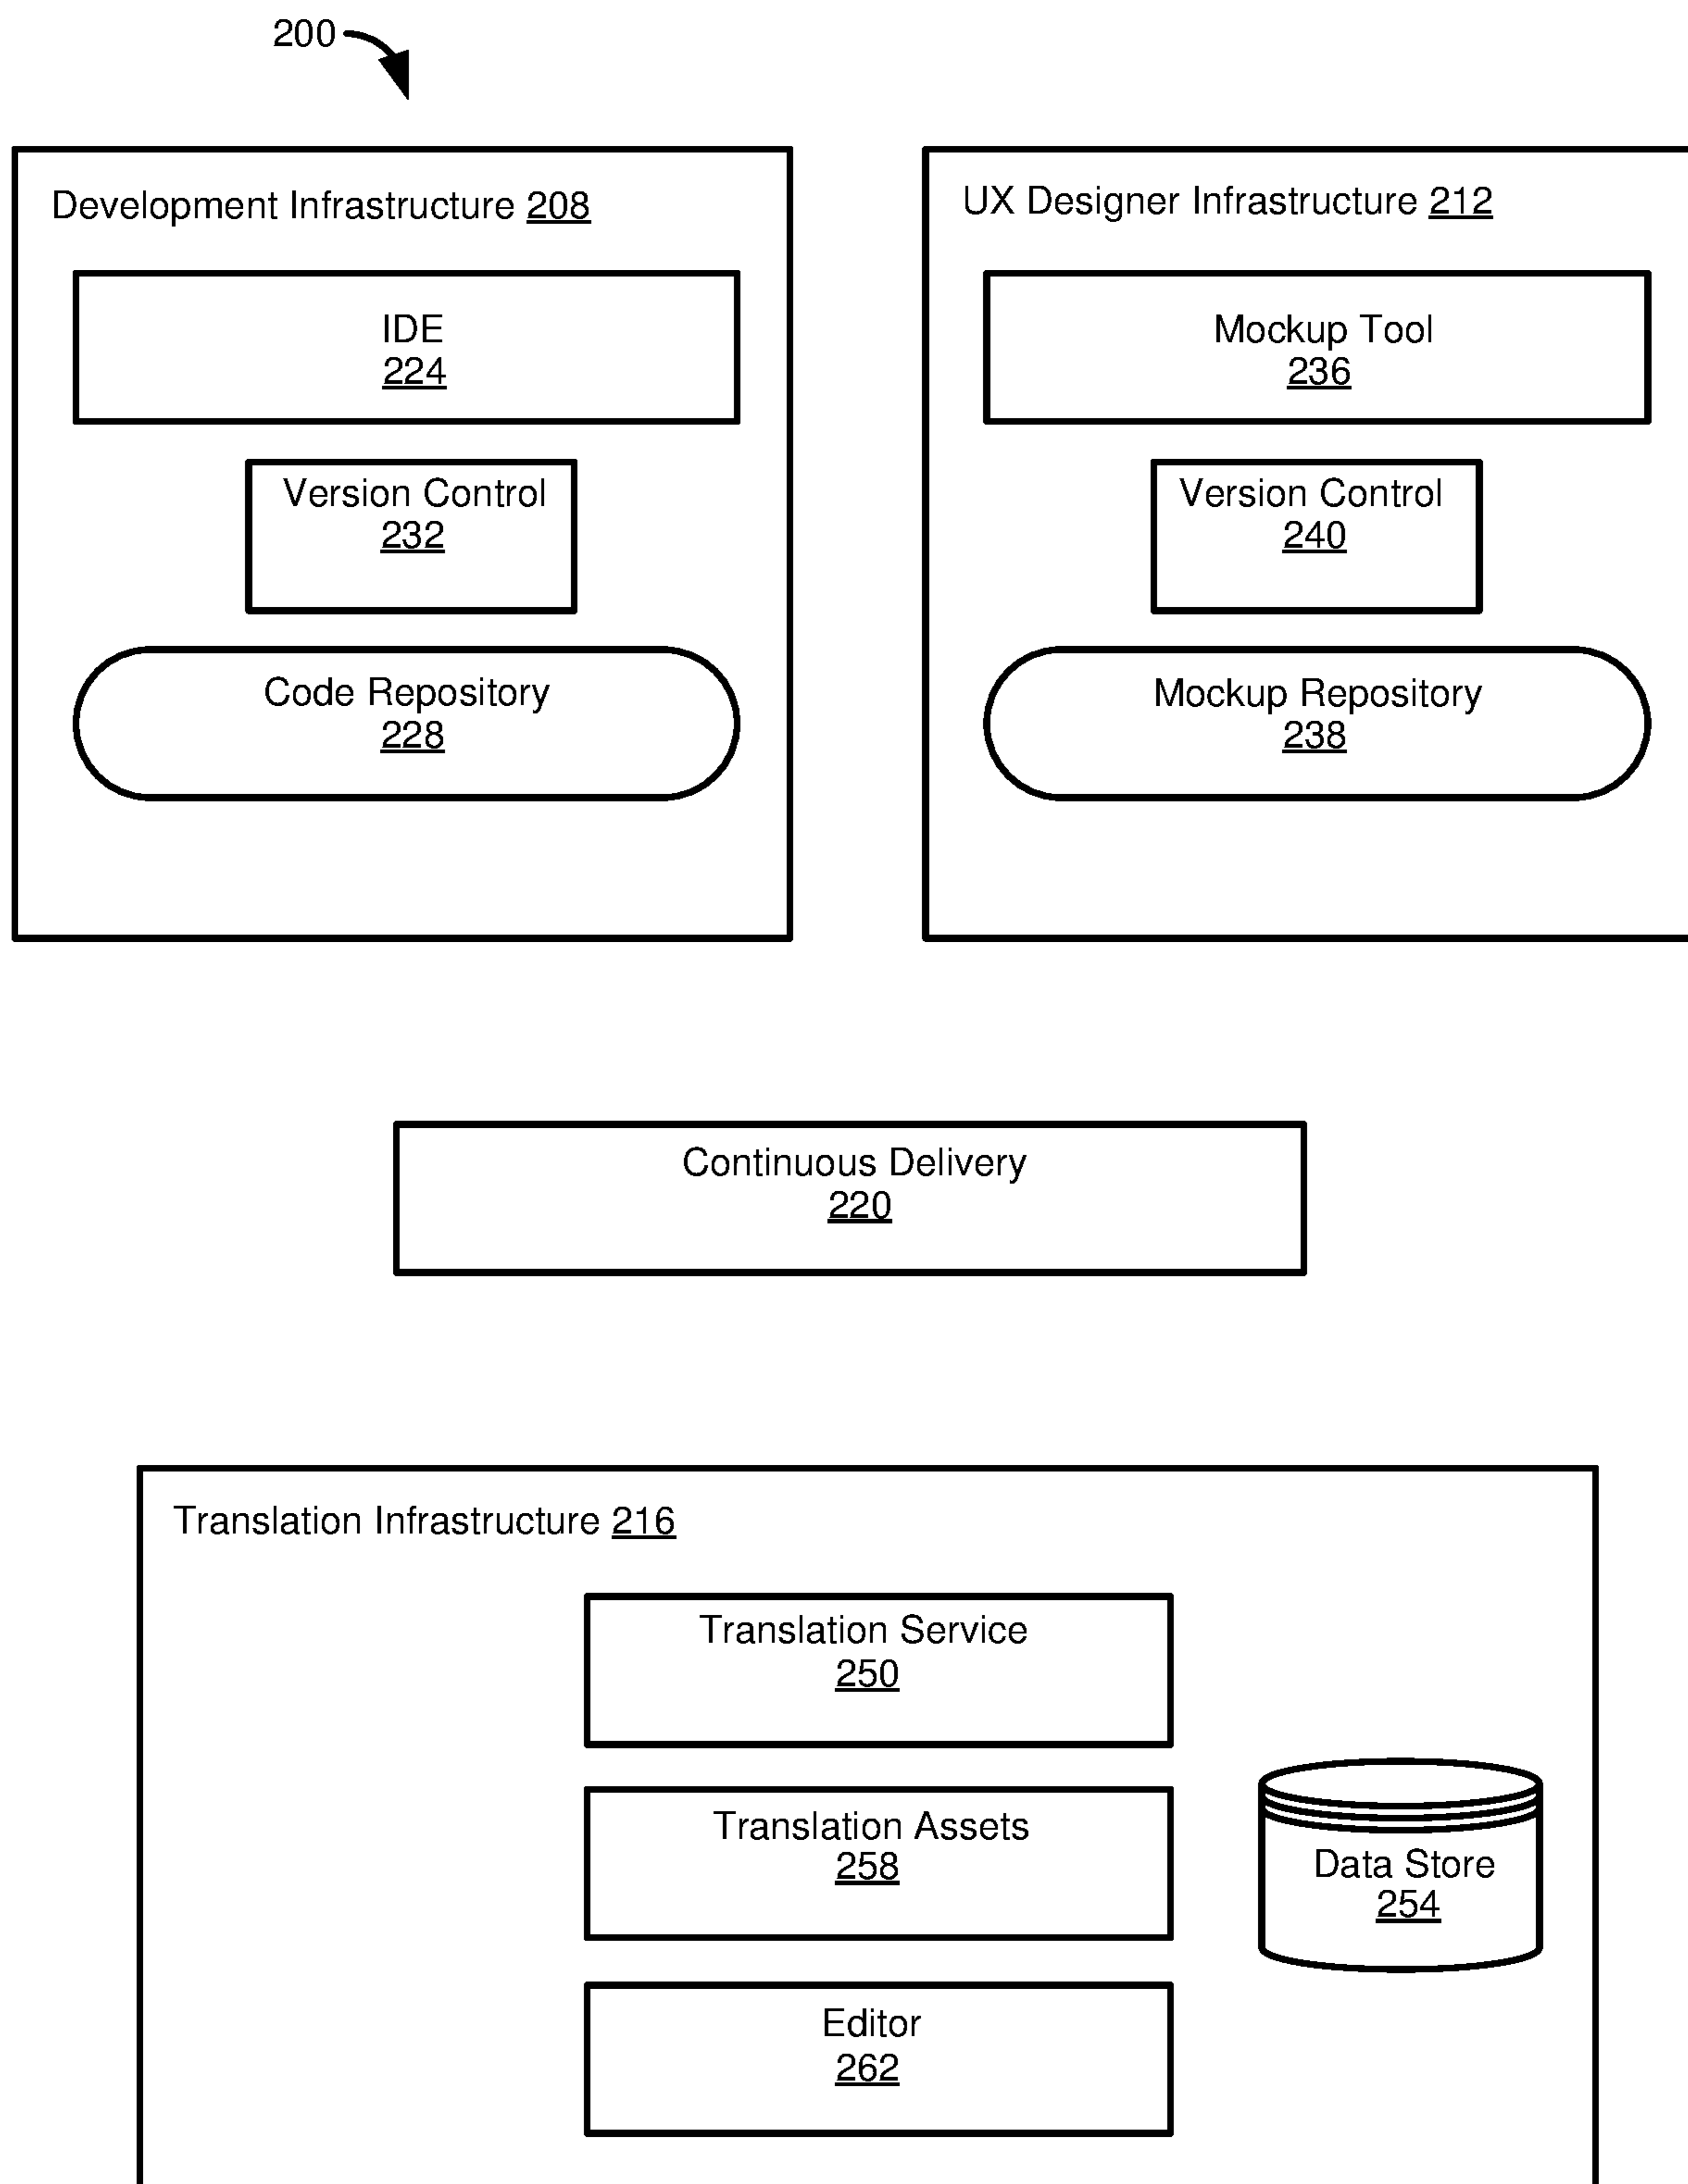 200
Development Infrastructure 208
IDE
224
Version Control
232
Code Repository
228
UX Designer Infrastructure 212
Mockup Tool
236
Version Control
240
Mockup Repository
238
Continuous Delivery
220
Translation Infrastructure 216
Translation Service
250
Translation Assets
258
Editor
262
Data Store
254